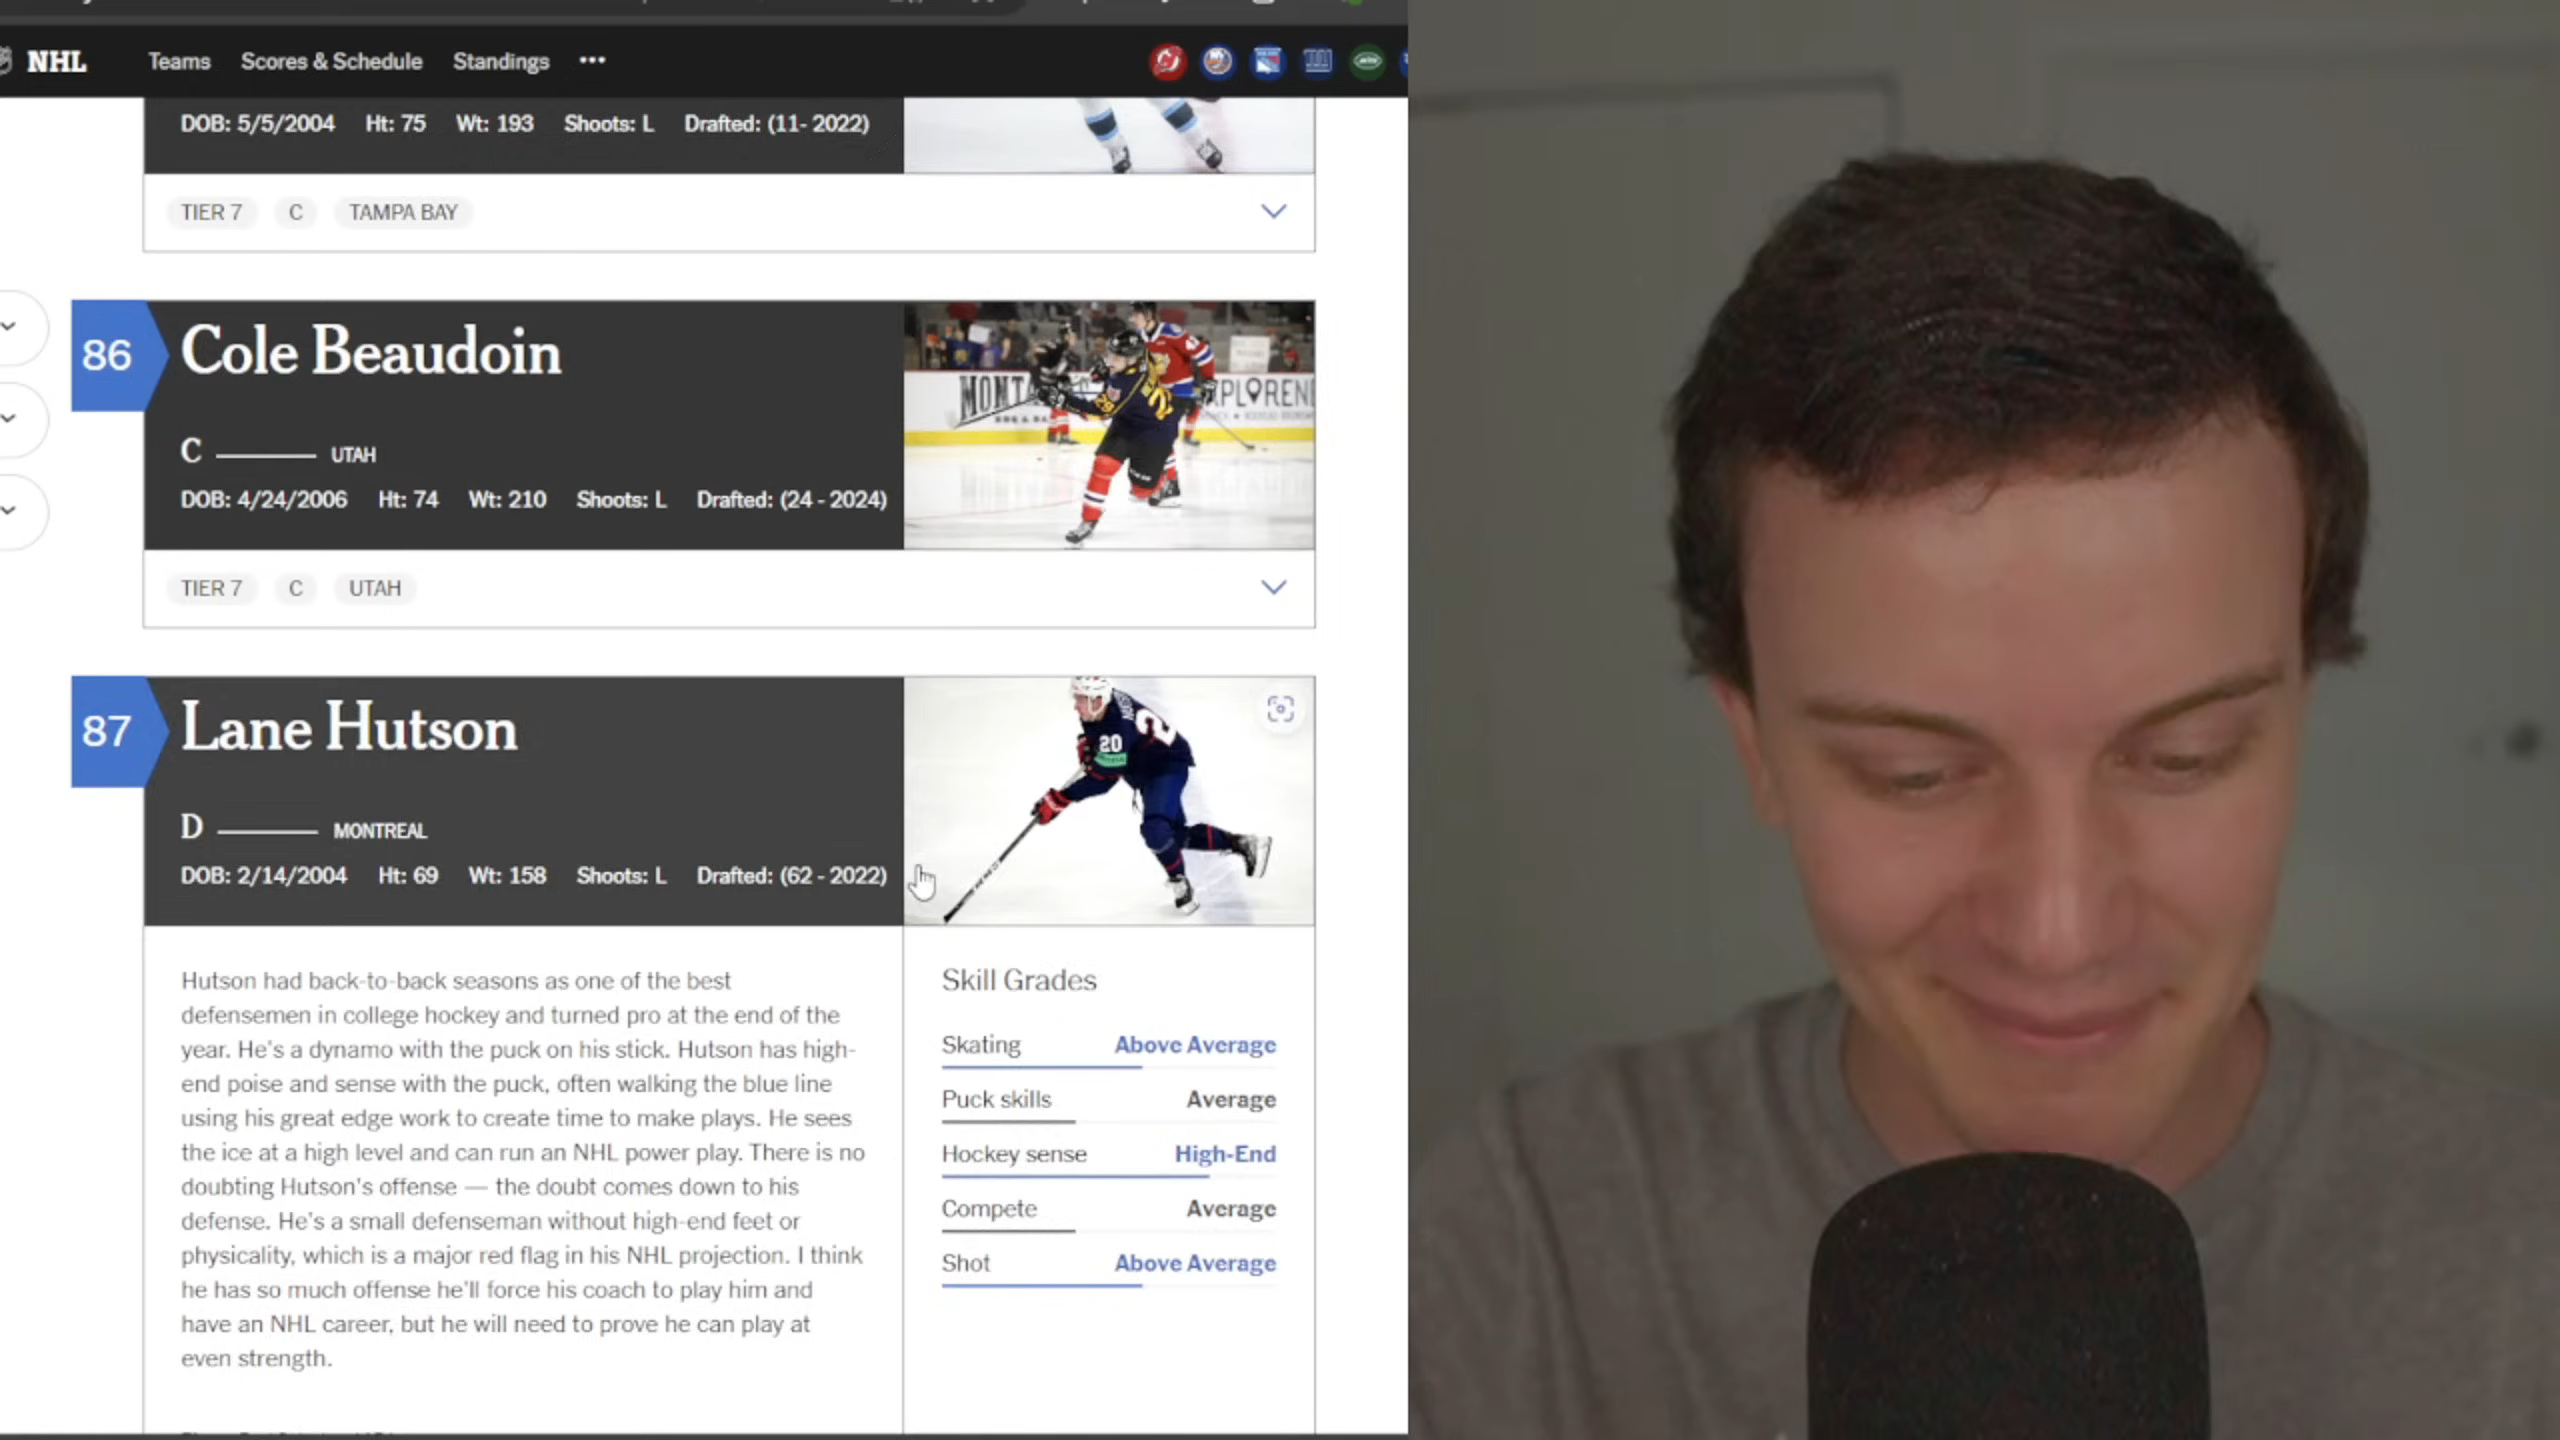 NHL
Teams
Scores & Schedule
Standings
DOB: 5/5/2004 Ht: 75 Wt: 193 Shoots: L Drafted: (11- 2022)
TIER 7 C TAMPA BAY
86
Cole Beaudoin
C UTAH
DOB: 4/24/2006 Ht: 74 Wt: 210 Shoots: L Drafted: (24 - 2024)
29
TIER 7 C UTAH
87
Lane Hutson
D MONTREAL
DOB: 2/14/2004 Ht: 69 Wt: 158 Shoots: L Drafted: (62 - 2022)
20
Hutson had back-to-back seasons as one of the best
defensemen in college hockey and turned pro at the end of the
year. He's a dynamo with the puck on his stick. Hutson has high-
end poise and sense with the puck, often walking the blue line
using his great edge work to create time to make plays. He sees
the ice at a high level and can run an NHL power play. There is no
doubting Hutson's offense — the doubt comes down to his
defense. He's a small defenseman without high-end feet or
physicality, which is a major red flag in his NHL projection. I think
he has so much offense he'll force his coach to play him and
have an NHL career, but he will need to prove he can play at
even strength.
Skill Grades
Skating Above Average
Puck skills Average
Hockey sense High-End
Compete Average
Shot Above Average